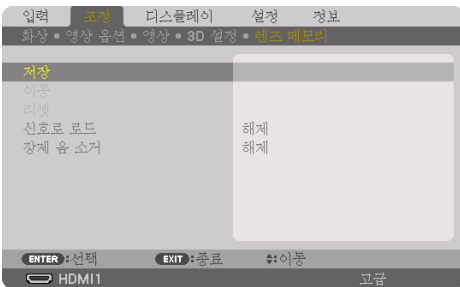 입력 조정 디스플레이 설정 정보
화상 • 영상 옵션 • 영상 • 3D 설정 • 렌즈 메모리
저장
이동
리셋
신호로 로드 해제
강제 음 소거 해제
ENTER :선택 EXIT :종료 :이동
HDMI1 고급